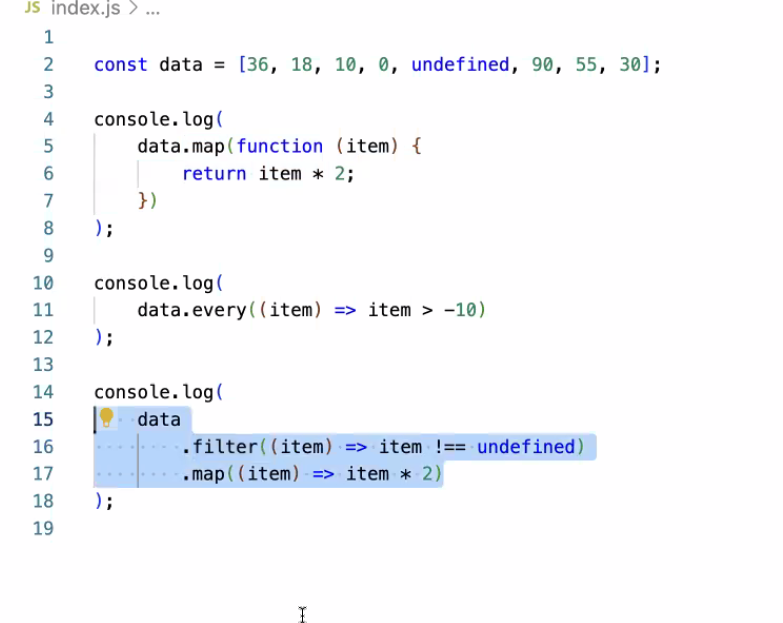 JS index.js > ...
1
2 const data = [36, 18, 10, 0, undefined, 90, 55, 30];
3
4 console.log(
5     data.map(function (item) {
6         return item * 2;
7     })
8 );
9
10 console.log(
11     data.every((item) => item > -10)
12 );
13
14 console.log(
15     data
16         .filter((item) => item !== undefined)
17         .map((item) => item * 2)
18 );
19